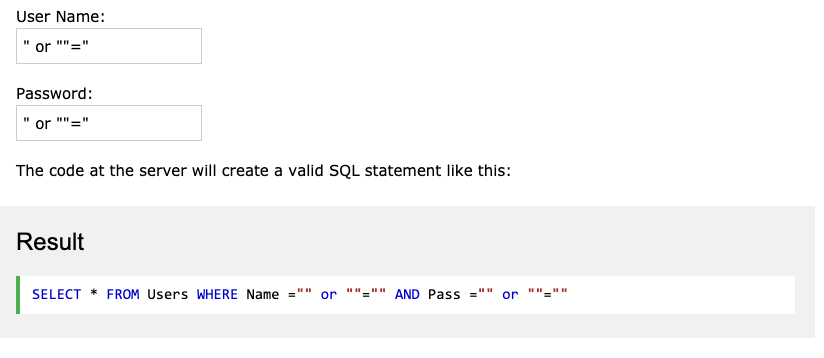 User Name:
" or ""="
Password:
" or ""="
The code at the server will create a valid SQL statement like this:
Result
SELECT * FROM Users WHERE Name ="" or ""="" AND Pass ="" or ""=""